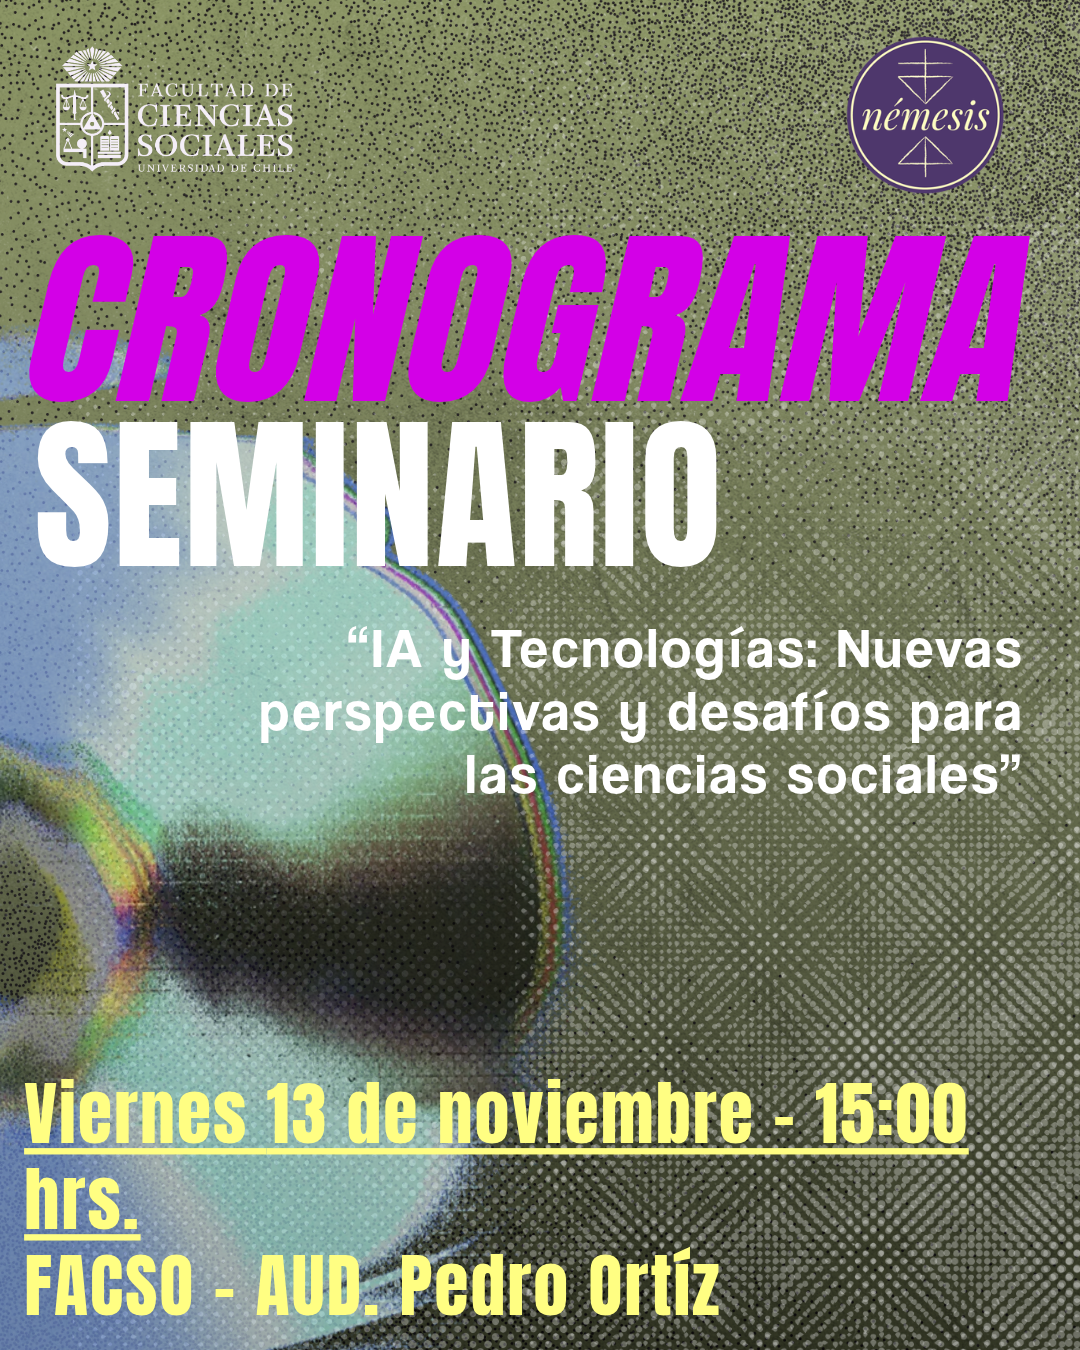 FACULTAD DE
CIENCIAS
SOCIALES
UNIVERSIDAD DE CHILE
némesis
CRONOGRAMA
SEMINARIO
“IA y Tecnologías: Nuevas
perspectivas y desafíos para
las ciencias sociales”
Viernes 13 de noviembre - 15:00
hrs.
FACSO - AUD. Pedro Ortíz